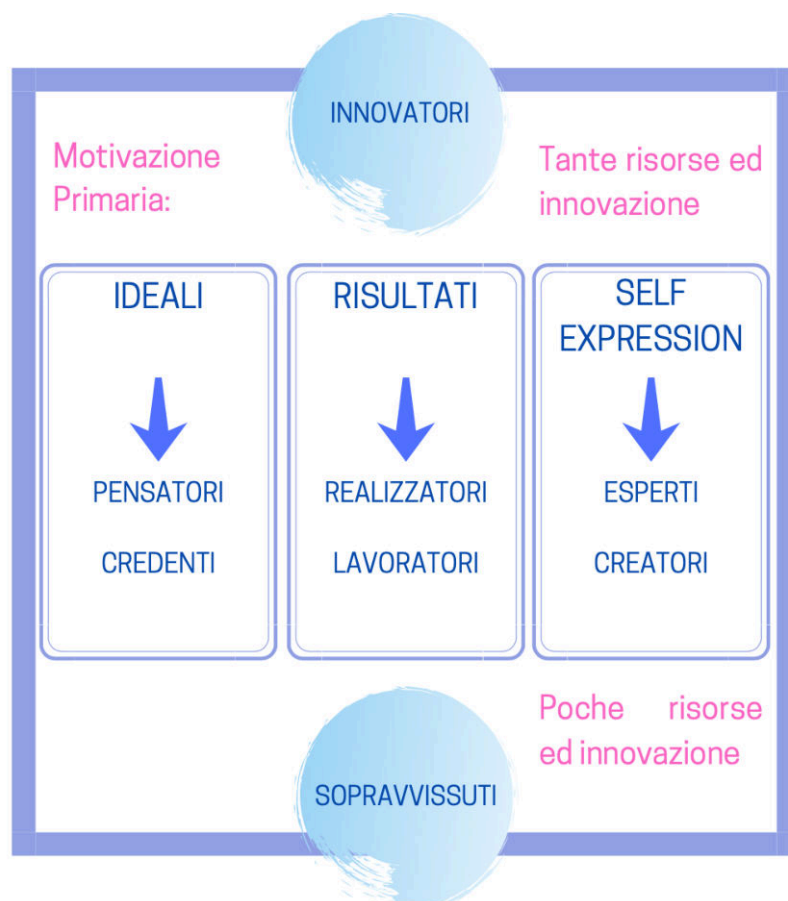 INNOVATORI
Motivazione
Primaria:
Tante risorse ed
innovazione
IDEALI
PENSATORI
CREDENTI
RISULTATI
REALIZZATORI
LAVORATORI
SELF
EXPRESSION
ESPERTI
CREATORI
Poche risorse
ed innovazione
SOPRAVVISSUTI